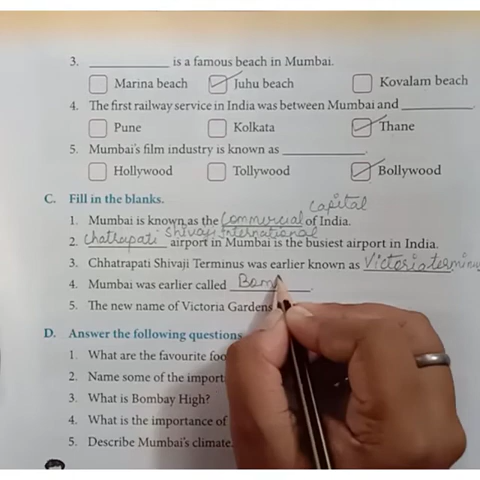 3. __________ is a famous beach in Mumbai.
Marina beach Juhu beach Kovalam beach
4. The first railway service in India was between Mumbai and __________.
Pune Kolkata Thane
5. Mumbai's film industry is known as __________.
Hollywood Tollywood Bollywood
C. Fill in the blanks.
capital
1. Mumbai is known as the Commercial of India.
Shivaji International
2. Chatrapati airport in Mumbai is the busiest airport in India.
3. Chhatrapati Shivaji Terminus was earlier known as Victoria terminus
4. Mumbai was earlier called Bom
5. The new name of Victoria Gardens
D. Answer the following questions
1. What are the favourite foo
2. Name some of the import
3. What is Bombay High?
4. What is the importance of
5. Describe Mumbai's climate.